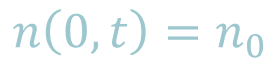 n(0, t) = n₀